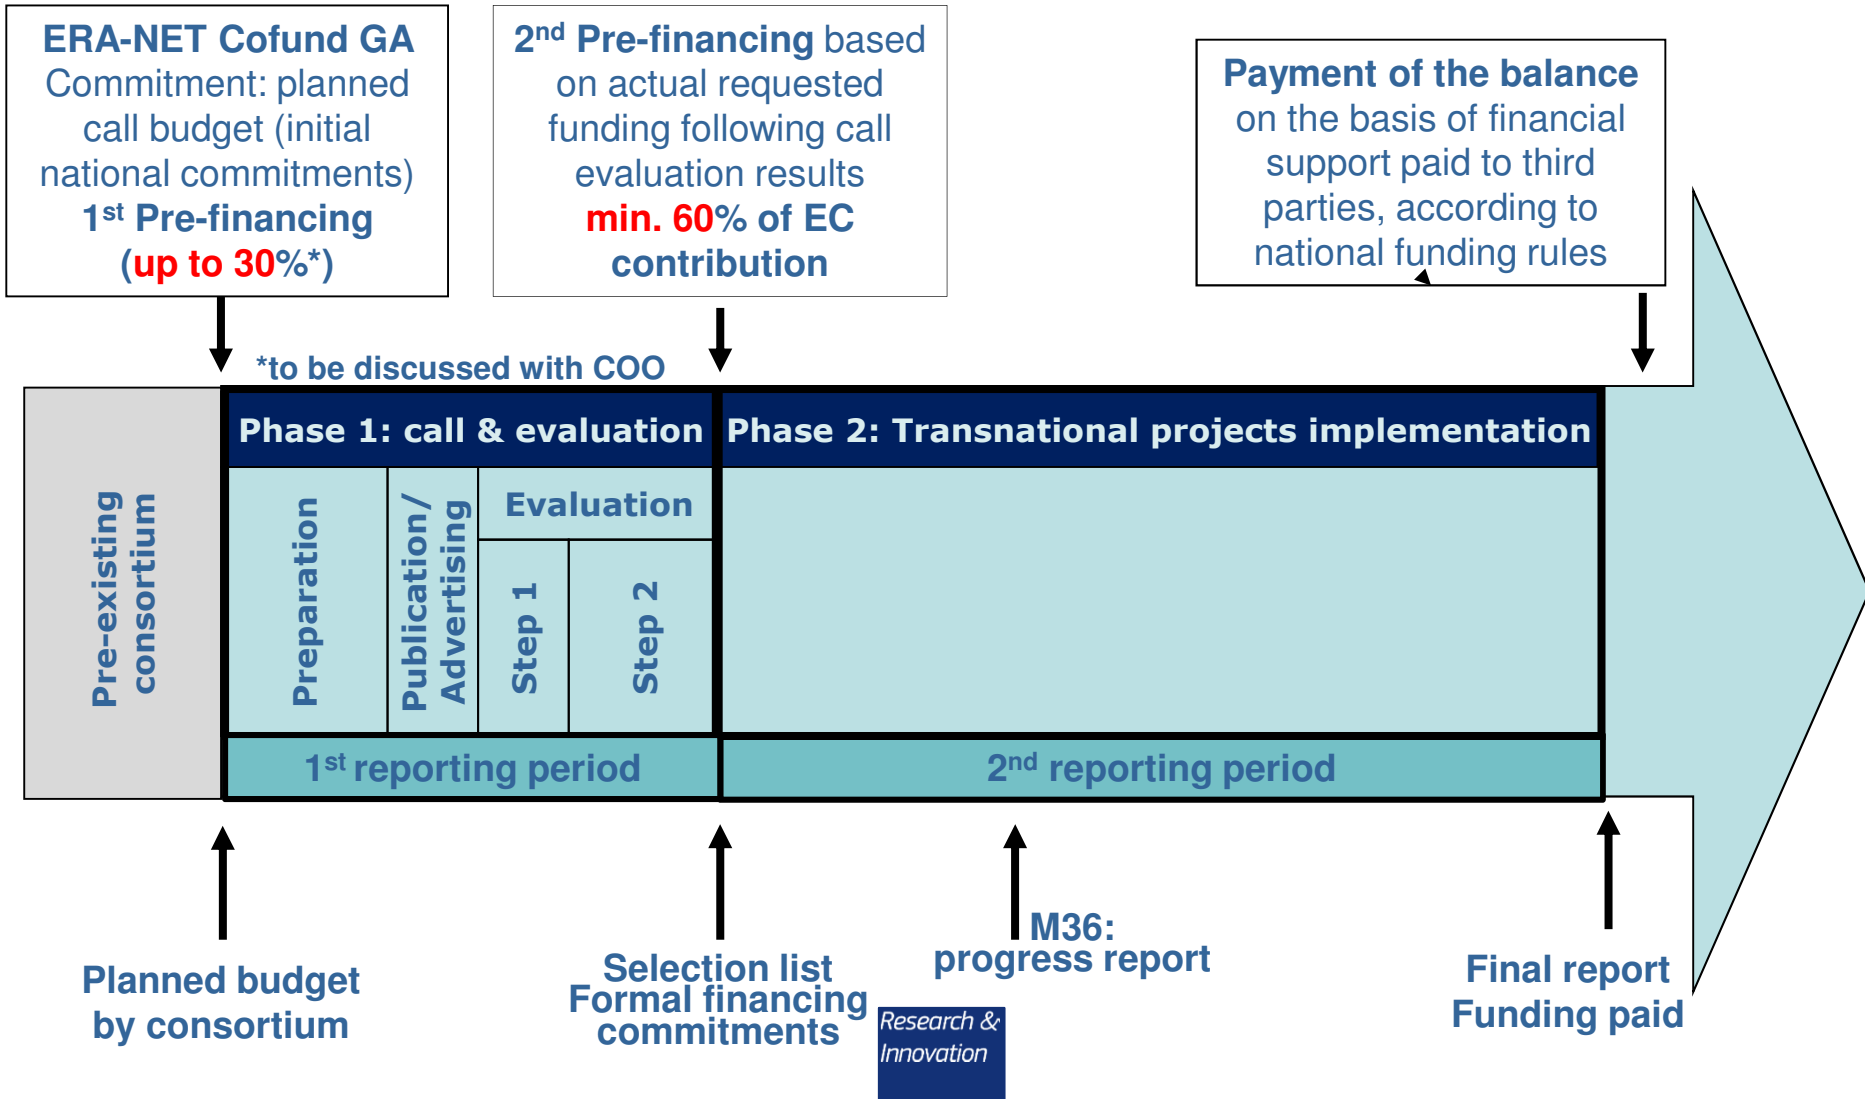 ERA-NET Cofund GA
Commitment: planned
call budget (initial
national commitments)
1st Pre-financing
(up to 30%*)
2nd Pre-financing based
on actual requested
funding following call
evaluation results
min. 60% of EC
contribution
Payment of the balance
on the basis of financial
support paid to third
parties, according to
national funding rules
*to be discussed with COO
Pre-existing
consortium
Phase 1: call & evaluation
Phase 2: Transnational projects implementation
Preparation
Publication/
Advertising
Evaluation
Step 1
Step 2
1st reporting period
2nd reporting period
Planned budget
by consortium
Selection list
Formal financing
commitments
M36:
progress report
Final report
Funding paid
Research &
Innovation